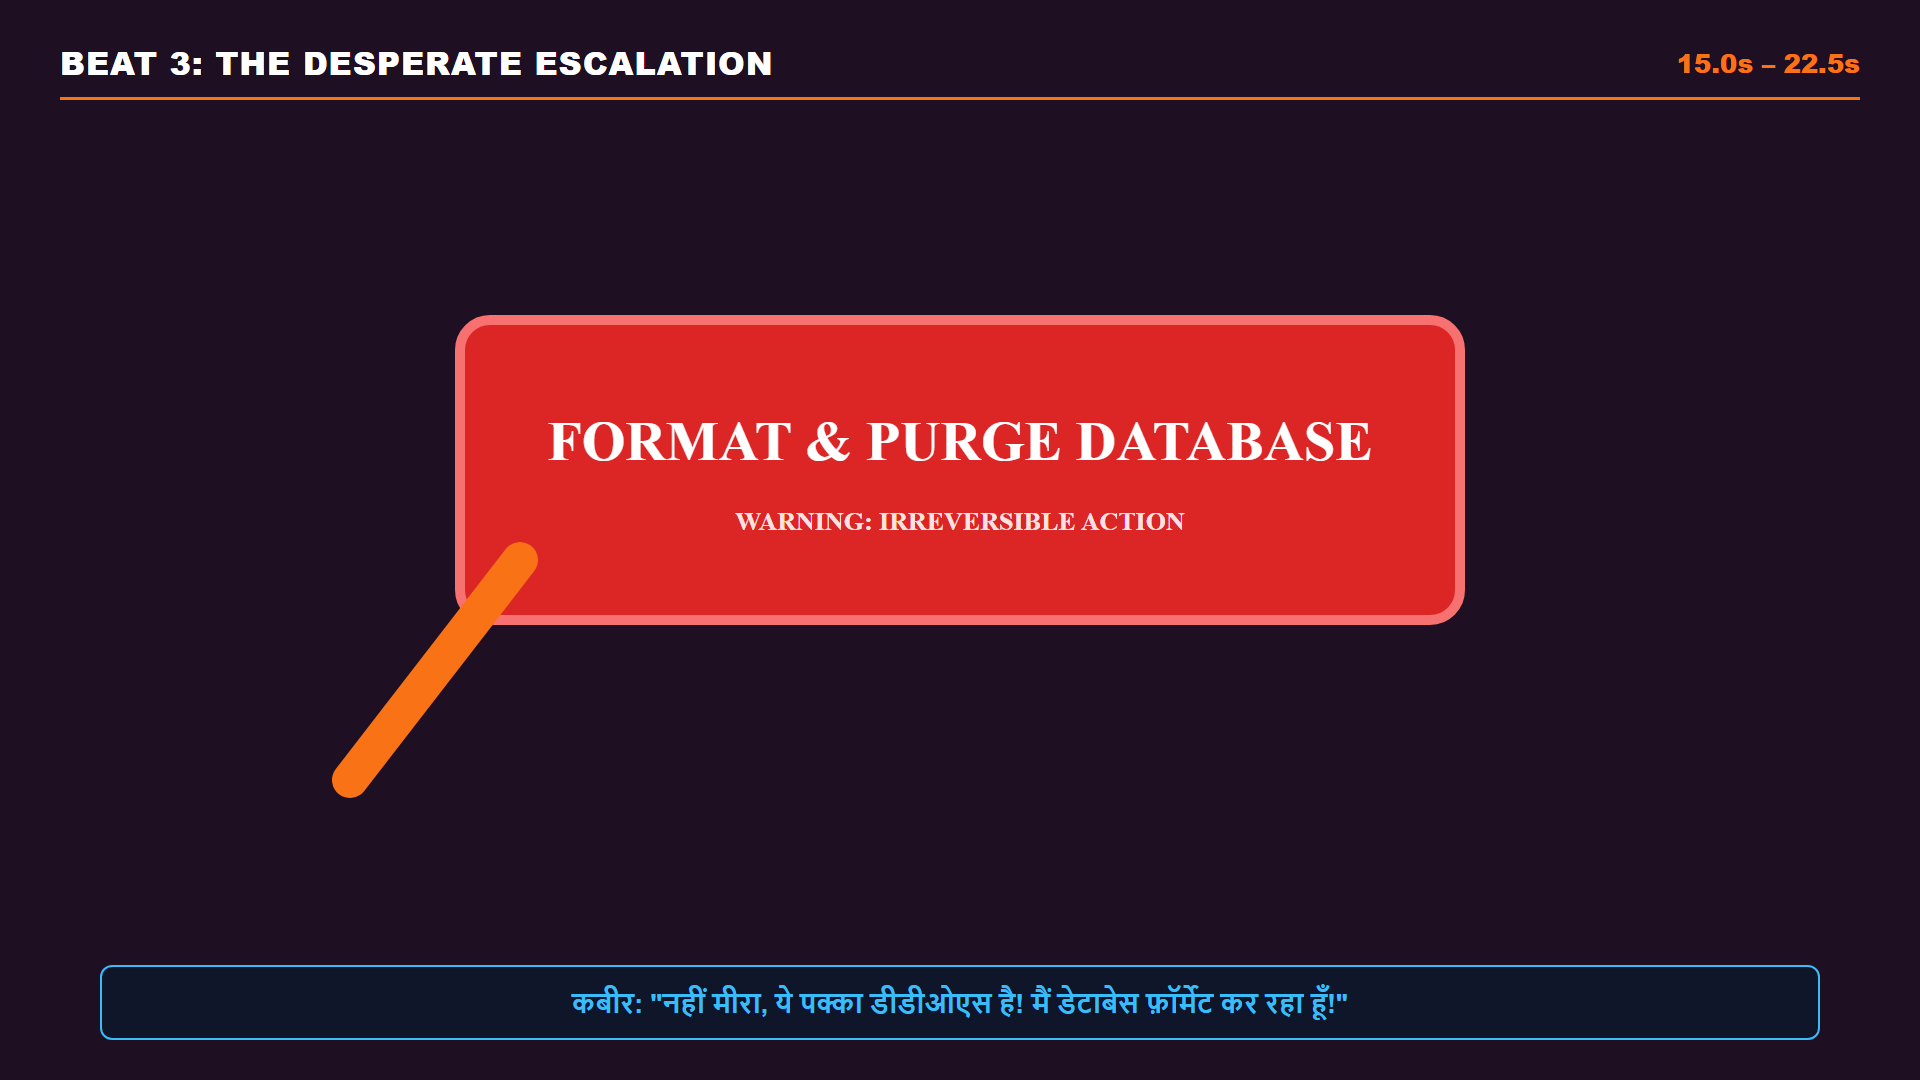 BEAT 3: THE DESPERATE ESCALATION
15.0s – 22.5s
FORMAT & PURGE DATABASE
WARNING: IRREVERSIBLE ACTION
कबीर: "नहीं मीरा, ये पक्का डीडीओएस है! मैं डेटाबेस फ़ॉर्मेट कर रहा हूँ!"